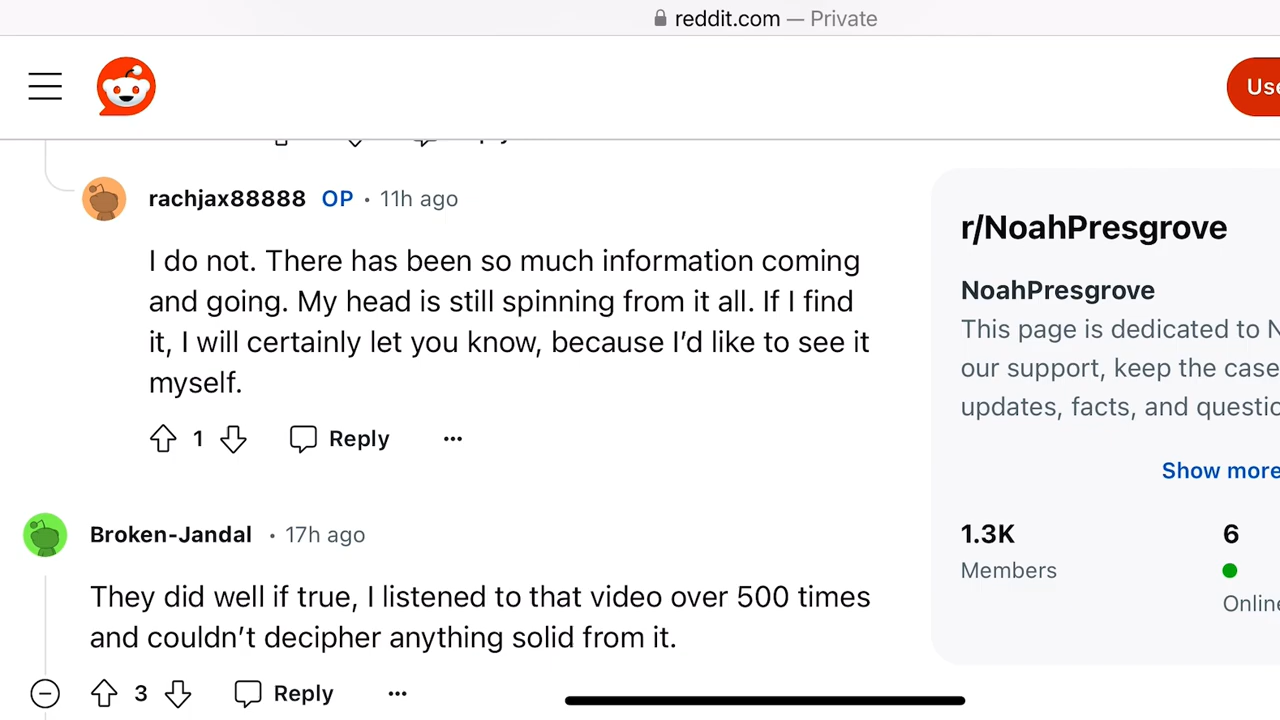 reddit.com — Private
Use
rachjax88888 OP • 11h ago
I do not. There has been so much information coming
and going. My head is still spinning from it all. If I find
it, I will certainly let you know, because I’d like to see it
myself.
1 Reply
Broken-Jandal • 17h ago
They did well if true, I listened to that video over 500 times
and couldn’t decipher anything solid from it.
3 Reply
r/NoahPresgrove
NoahPresgrove
This page is dedicated to N
our support, keep the case
updates, facts, and questio
Show more
1.3K 6
Members
Online